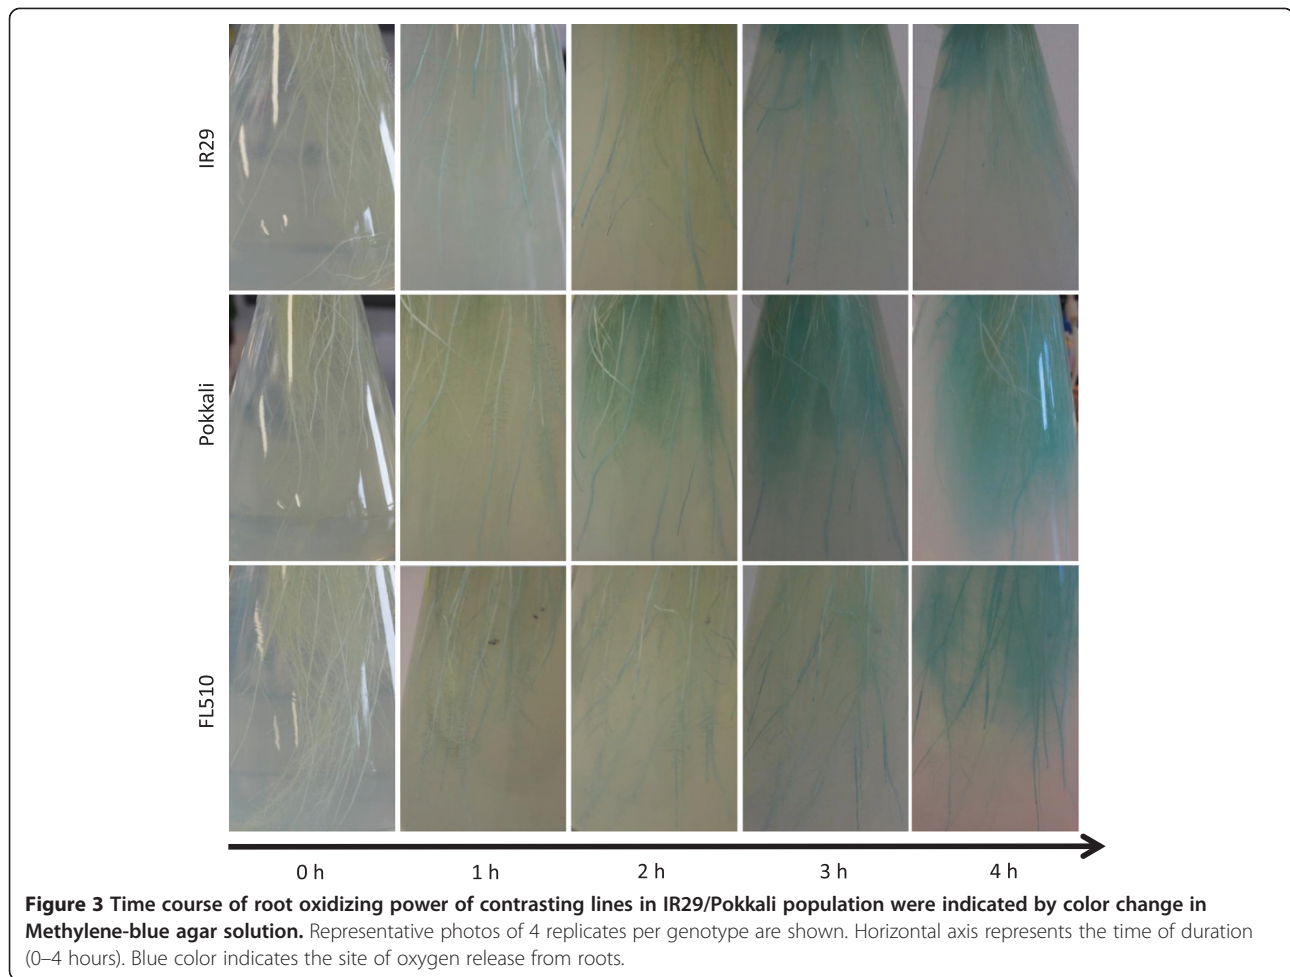 IR29
Pokkali
FL510
0 h 1 h 2 h 3 h 4 h
Figure 3 Time course of root oxidizing power of contrasting lines in IR29/Pokkali population were indicated by color change in
Methylene-blue agar solution. Representative photos of 4 replicates per genotype are shown. Horizontal axis represents the time of duration
(0–4 hours). Blue color indicates the site of oxygen release from roots.